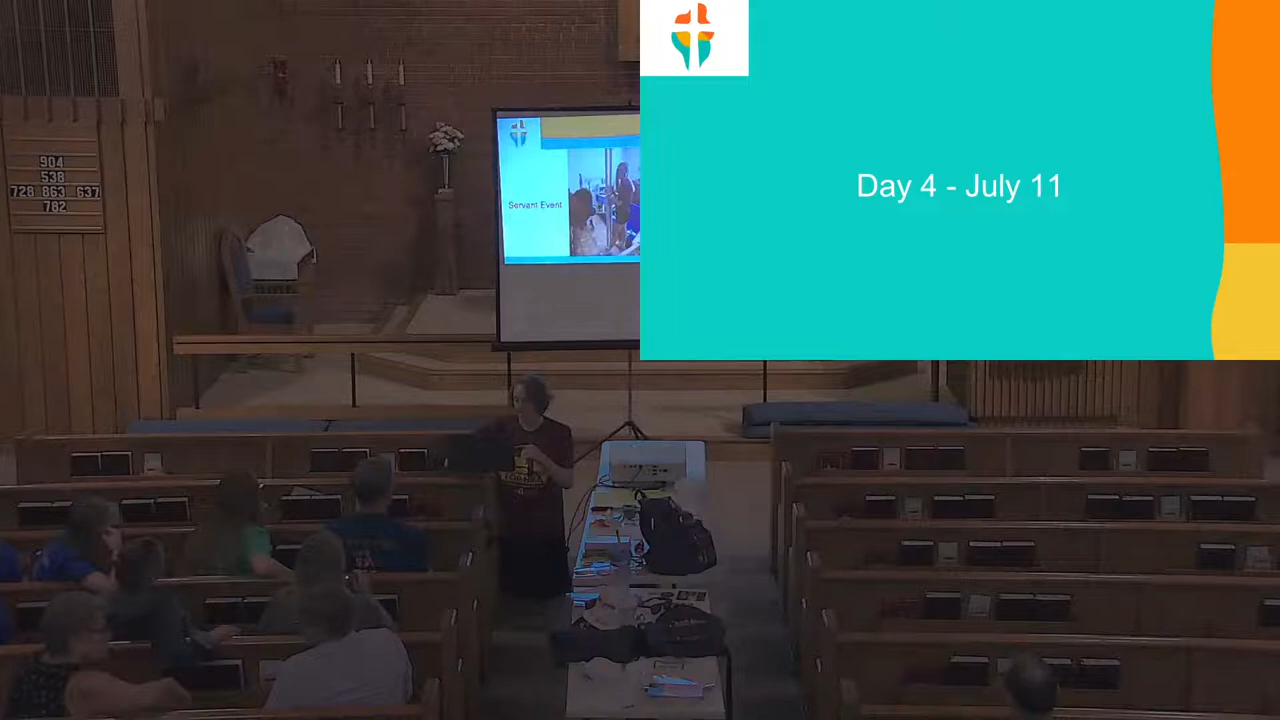 904
538
728 863 637
782
Servant Event
Day 4 - July 11